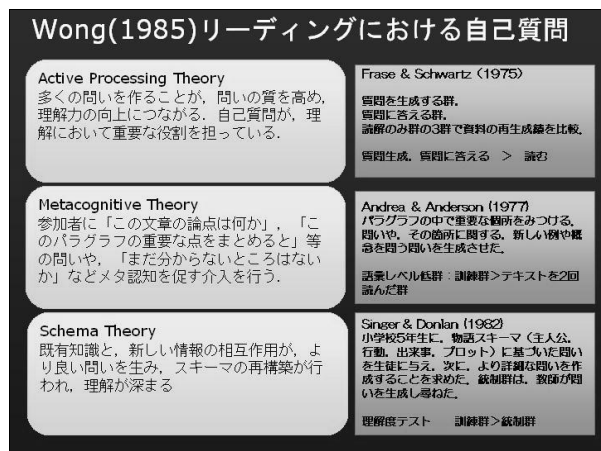 Wong(1985)リーディングにおける自己質問
Active Processing Theory
多くの問いを作ることが，問いの質を高め，
理解力の向上につながる．自己質問が，理
解において重要な役割を担っている．
Frase & Schwartz (1975)
質問を生成する群，
質問に答える群，
読解のみ群の3群で資料の再生成績を比較．
質問生成，質問に答える ＞ 読む
Metacognitive Theory
参加者に「この文章の論点は何か」，「こ
のパラグラフの重要な点をまとめると」等
の問いや，「まだ分からないところはない
か」などメタ認知を促す介入を行う．
Andrea & Anderson (1977)
パラグラフの中で重要な個所をみつける，
問いや，その箇所に関する，新しい例や概
念を問う問いを生成させた．
語彙レベル低群：訓練群＞テキストを2回
読んだ群
Schema Theory
既有知識と，新しい情報の相互作用が，よ
り良い問いを生み，スキーマの再構築が行
われ，理解が深まる
Singer & Donlan (1982)
小学校5年生に，物語スキーマ（主人公，
行動，出来事，プロット）に基づいた問い
を生徒に与え，次に，より詳細な問いを作
成することを求めた．統制群は，教師が問
いを生成し尋ねた．
理解度テスト 訓練群＞統制群